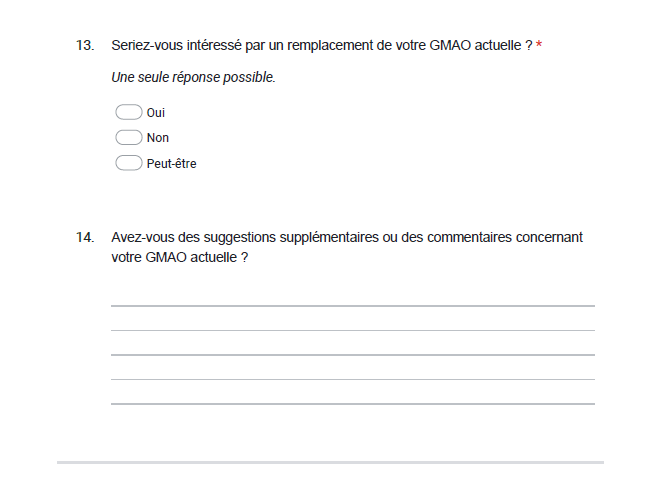 13. Seriez-vous intéressé par un remplacement de votre GMAO actuelle ? *
Une seule réponse possible.
Oui
Non
Peut-être
14. Avez-vous des suggestions supplémentaires ou des commentaires concernant
votre GMAO actuelle ?